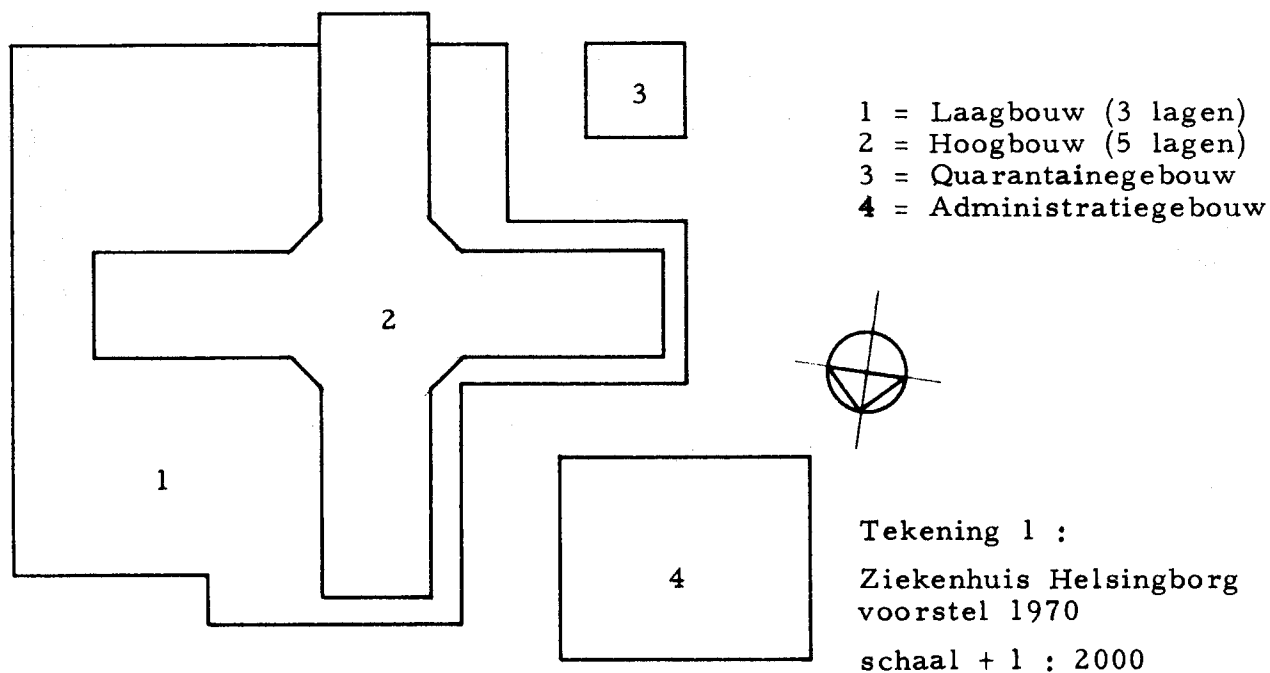 3
1 = Laagbouw (3 lagen)
2 = Hoogbouw (5 lagen)
3 = Quarantainegebouw
4 = Administratiegebouw
2
1
4
Tekening 1 :
Ziekenhuis Helsingborg
voorstel 1970
schaal + 1 : 2000